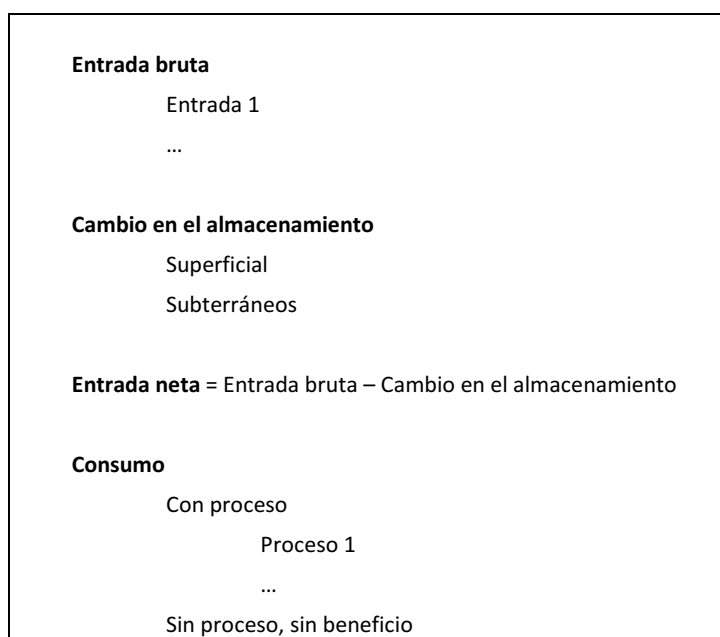 Entrada bruta
Entrada 1
…
Cambio en el almacenamiento
Superficial
Subterráneos
Entrada neta = Entrada bruta – Cambio en el almacenamiento
Consumo
Con proceso
Proceso 1
…
Sin proceso, sin beneficio